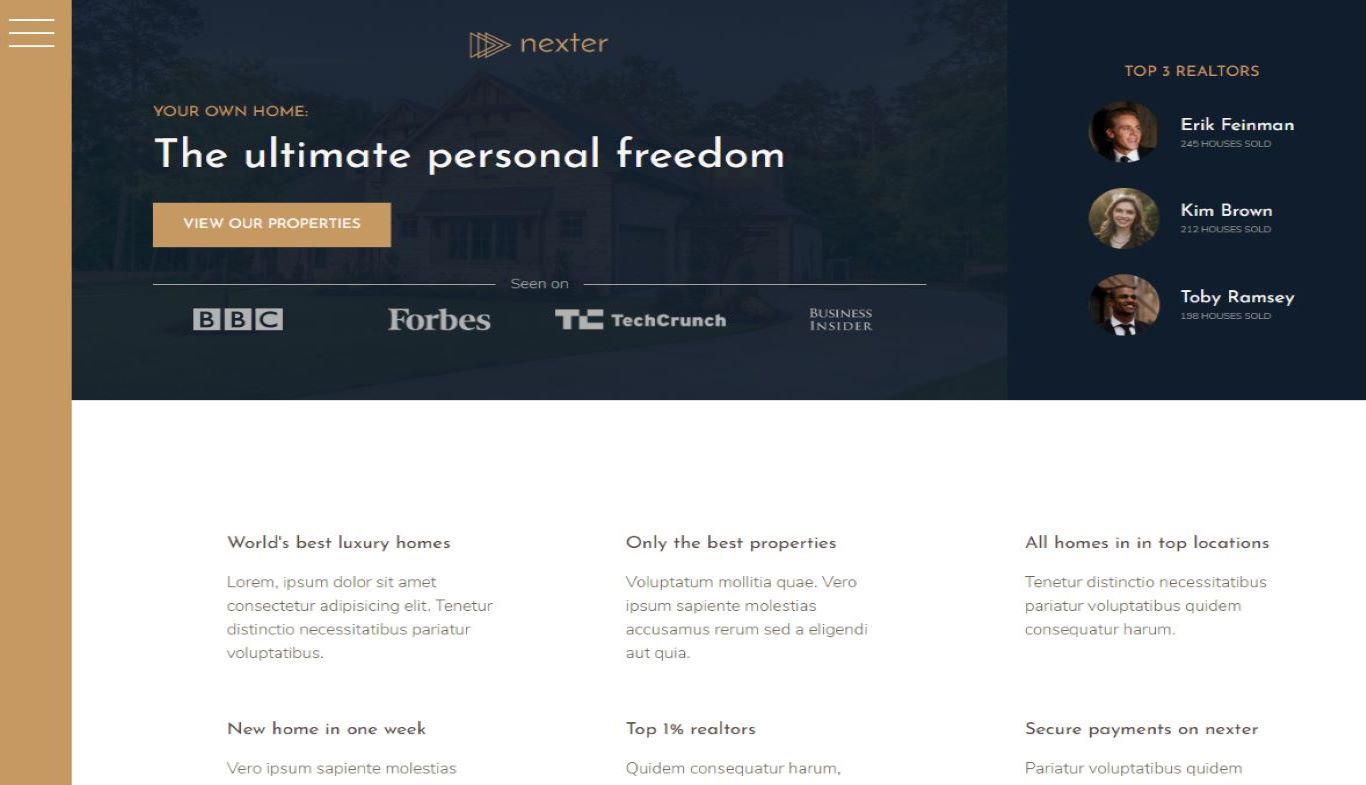 nexter
YOUR OWN HOME:
The ultimate personal freedom
VIEW OUR PROPERTIES
Seen on
BBC
Forbes
TC TechCrunch
BUSINESS
INSIDER
TOP 3 REALTORS
Erik Feinman
245 HOUSES SOLD
Kim Brown
212 HOUSES SOLD
Toby Ramsey
198 HOUSES SOLD
World's best luxury homes
Lorem, ipsum dolor sit amet
consectetur adipisicing elit. Tenetur
distinctio necessitatibus pariatur
voluptatibus.
Only the best properties
Voluptatum mollitia quae. Vero
ipsum sapiente molestias
accusamus rerum sed a eligendi
aut quia.
All homes in in top locations
Tenetur distinctio necessitatibus
pariatur voluptatibus quidem
consequatur harum.
New home in one week
Vero ipsum sapiente molestias
Top 1% realtors
Quidem consequatur harum,
Secure payments on nexter
Pariatur voluptatibus quidem